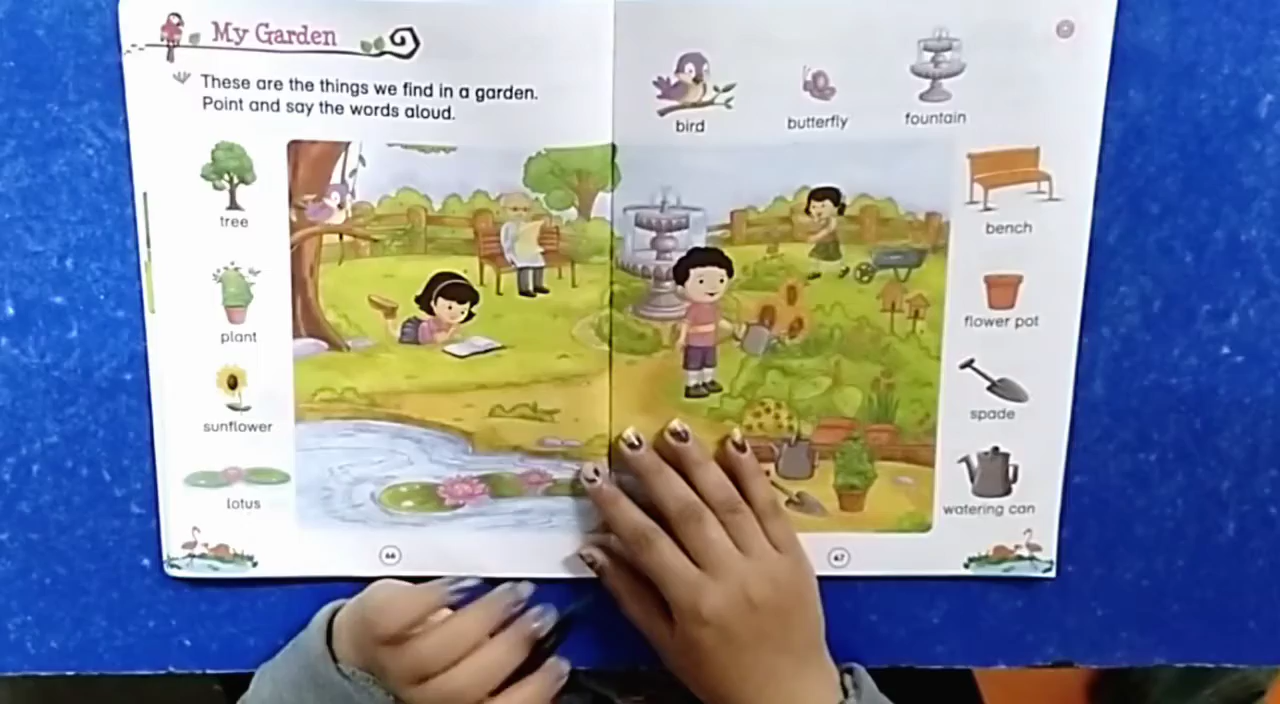 My Garden
These are the things we find in a garden.
Point and say the words aloud.
tree
plant
sunflower
lotus
66
bird
butterfly
fountain
bench
flower pot
spade
watering can
67